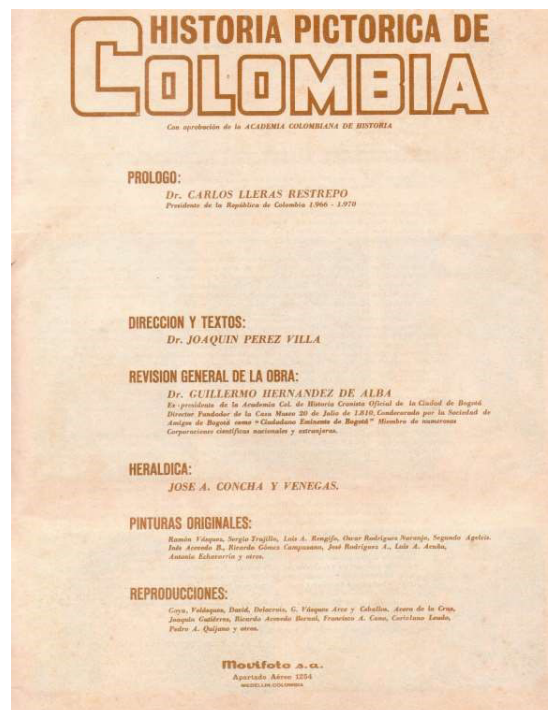 HISTORIA PICTORICA DE
COLOMBIA
Con aprobación de la ACADEMIA COLOMBIANA DE HISTORIA
PROLOGO:
Dr. CARLOS LLERAS RESTREPO
Presidente de la República de Colombia 1.966 - 1.970
DIRECCION Y TEXTOS:
Dr. JOAQUIN PEREZ VILLA
REVISION GENERAL DE LA OBRA:
Dr. GUILLERMO HERNANDEZ DE ALBA
Ex-presidente de la Academia Col. de Historia Cronista Oficial de la Ciudad de Bogotá
Director Fundador de la Casa Museo 20 de Julio de 1.810, Condecorado por la Sociedad de
Amigos de Bogotá como "Ciudadano Eminente de Bogotá" Miembro de numerosas
Corporaciones científicas nacionales y extranjeras.
HERALDICA:
JOSE A. CONCHA Y VENEGAS.
PINTURAS ORIGINALES:
Ramón Vásquez, Sergio Trujillo, Luis A. Rengifo, Oscar Rodríguez Naranjo, Segundo Agelvis.
Inés Acevedo B., Ricardo Gómez Campuzano, José Rodríguez A., Luis A. Acuña,
Antonio Echavarría y otros.
REPRODUCCIONES:
Goya, Velásquez, David, Delacroix, G. Vásquez Arce y Ceballos, Acero de la Cruz,
Joaquín Gutiérrez, Ricardo Acevedo Bernal, Francisco A. Cano, Coriolano Leudo,
Pedro A. Quijano y otros.
Movifoto s.a.
Apartado Aéreo 1254
MEDELLIN-COLOMBIA